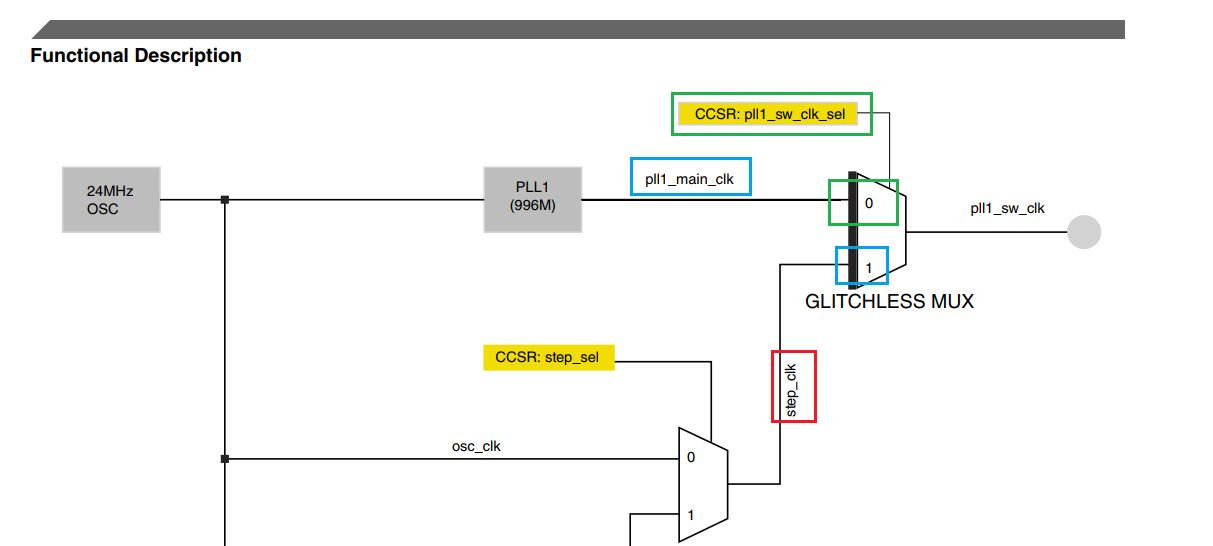 Functional Description
CCSR: pll1_sw_clk_sel
pll1_main_clk
24MHz
OSC
PLL1
(996M)
0
pll1_sw_clk
1
GLITCHLESS MUX
CCSR: step_sel
step_clk
osc_clk
0
1